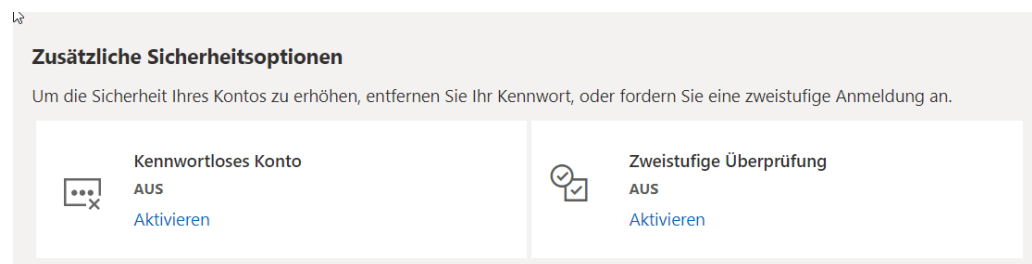 Zusätzliche Sicherheitsoptionen
Um die Sicherheit Ihres Kontos zu erhöhen, entfernen Sie Ihr Kennwort, oder fordern Sie eine zweistufige Anmeldung an.
Kennwortloses Konto
AUS
Aktivieren
Zweistufige Überprüfung
AUS
Aktivieren